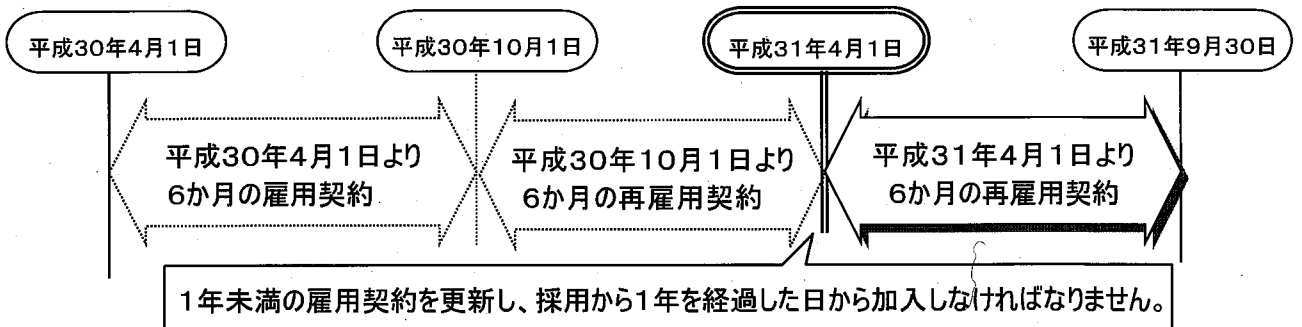 平成30年4月1日
平成30年10月1日
平成31年4月1日
平成31年9月30日
平成30年4月1日より
6か月の雇用契約
平成30年10月1日より
6か月の再雇用契約
平成31年4月1日より
6か月の再雇用契約
1年未満の雇用契約を更新し、採用から1年を経過した日から加入しなければなりません。